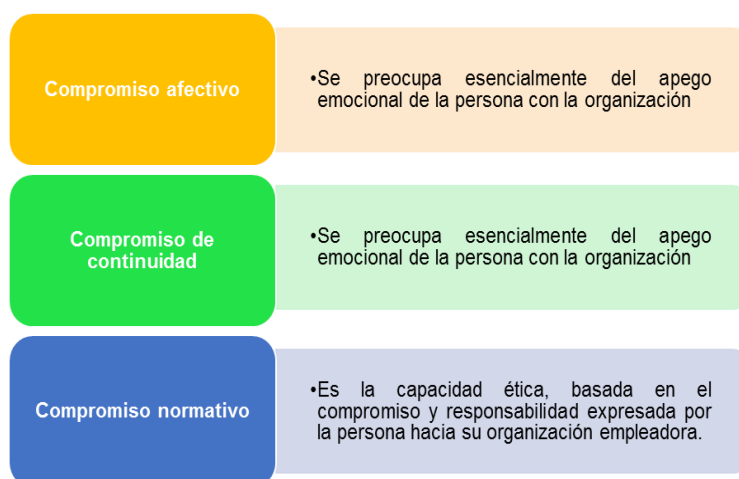 Compromiso afectivo
•Se preocupa esencialmente del apego
emocional de la persona con la organización
Compromiso de
continuidad
•Se preocupa esencialmente del apego
emocional de la persona con la organización
Compromiso normativo
•Es la capacidad ética, basada en el
compromiso y responsabilidad expresada por
la persona hacia su organización empleadora.